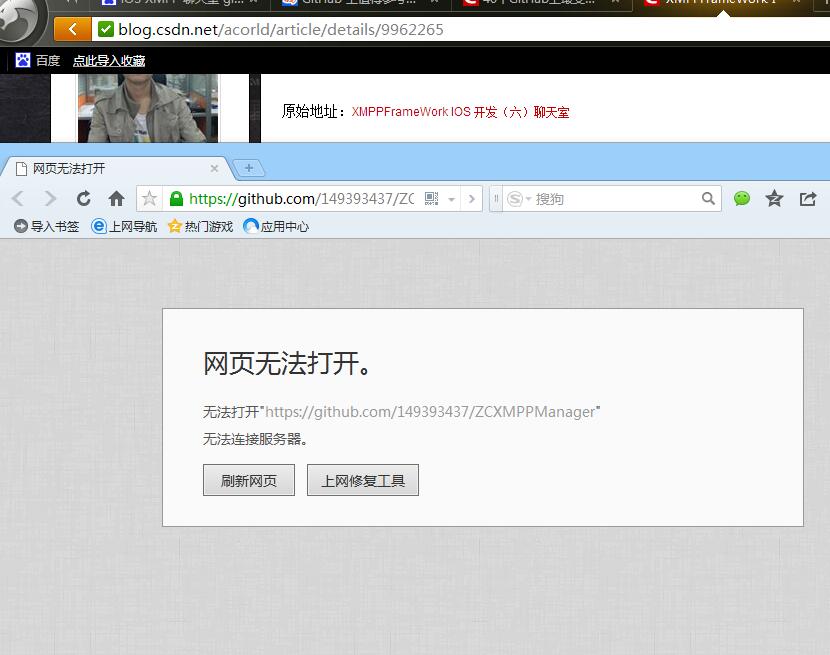 blog.csdn.net/acorld/article/details/9962265
百度 点此导入收藏
原始地址：XMPPFrameWork IOS 开发（六）聊天室
网页无法打开
https://github.com/149393437/ZC
搜狗
导入书签 上网导航 热门游戏 应用中心
网页无法打开。
无法打开"https://github.com/149393437/ZCXMPPManager"
无法连接服务器。
刷新网页 上网修复工具